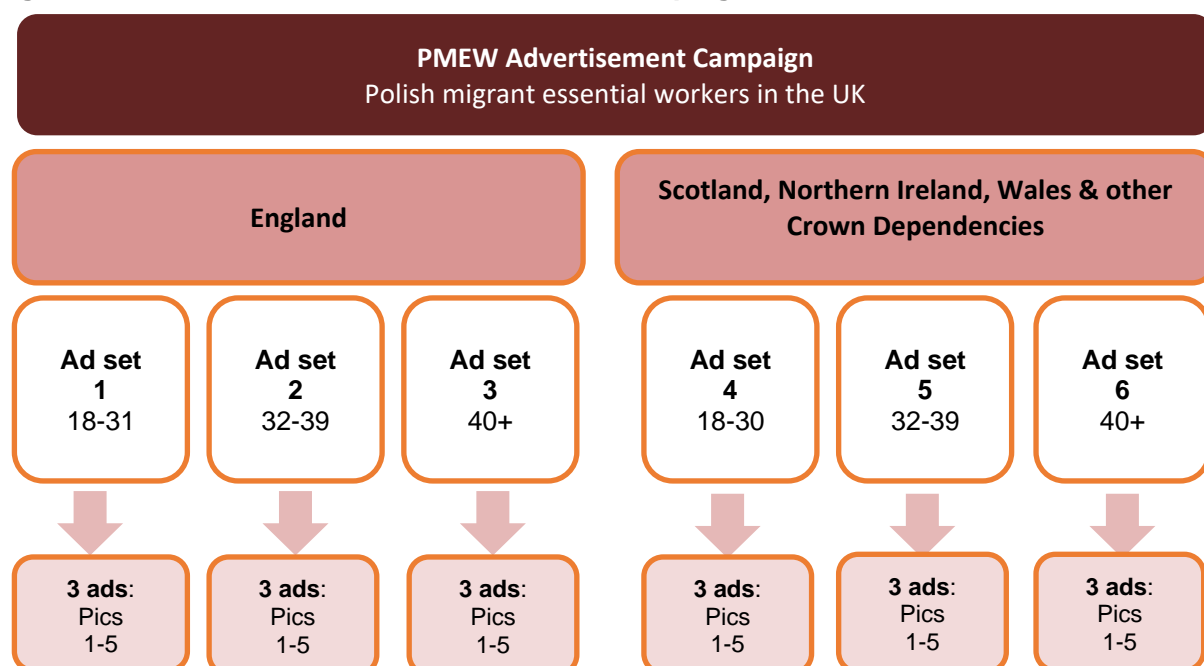 PMEW Advertisement Campaign
Polish migrant essential workers in the UK
England
Scotland, Northern Ireland, Wales & other
Crown Dependencies
Ad set
1
18-31
Ad set
2
32-39
Ad set
3
40+
Ad set
4
18-30
Ad set
5
32-39
Ad set
6
40+
3 ads:
Pics
1-5
3 ads:
Pics
1-5
3 ads:
Pics
1-5
3 ads:
Pics
1-5
3 ads:
Pics
1-5
3 ads:
Pics
1-5